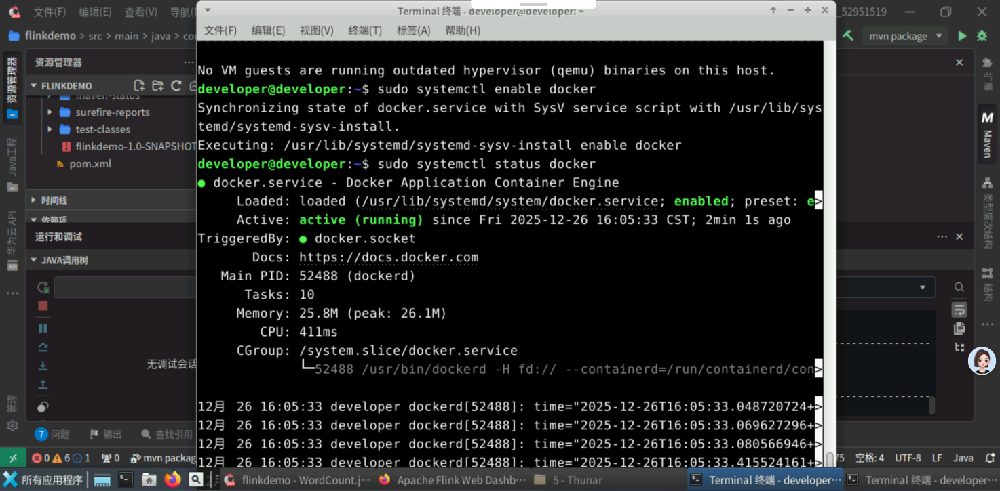 文件(F) 编辑(E) 查看(V) 导航(
Terminal 终端 - developer@developer: ~
_52951519
flinkdemo > src > main > java > co
mvn package
文件(F) 编辑(E) 视图(V) 终端(T) 标签(A) 帮助(H)
资源管理器
资源管理器
FLINKDEMO
maven-status
surefire-reports
test-classes
flinkdemo-1.0-SNAPSHOT
pom.xml
时间线
依赖项
运行和调试
JAVA调用树
无调试会话
Java工程
华为云 API
管理
No VM guests are running outdated hypervisor (qemu) binaries on this host.
developer@developer:~$ sudo systemctl enable docker
Synchronizing state of docker.service with SysV service script with /usr/lib/sys
temd/systemd-sysv-install.
Executing: /usr/lib/systemd/systemd-sysv-install enable docker
developer@developer:~$ sudo systemctl status docker
● docker.service - Docker Application Container Engine
Loaded: loaded (/usr/lib/systemd/system/docker.service; enabled; preset: e>
Active: active (running) since Fri 2025-12-26 16:05:33 CST; 2min 1s ago
TriggeredBy: ● docker.socket
Docs: https://docs.docker.com
Main PID: 52488 (dockerd)
Tasks: 10
Memory: 25.8M (peak: 26.1M)
CPU: 411ms
CGroup: /system.slice/docker.service
└─52488 /usr/bin/dockerd -H fd:// --containerd=/run/containerd/con>
12月 26 16:05:33 developer dockerd[52488]: time="2025-12-26T16:05:33.048720724+>
12月 26 16:05:33 developer dockerd[52488]: time="2025-12-26T16:05:33.069627296+>
12月 26 16:05:33 developer dockerd[52488]: time="2025-12-26T16:05:33.080566946+>
12月 26 16:05:33 developer dockerd[52488]: time="2025-12-26T16:05:33.415524161+>
扩展
Maven
类型层次结构
结构
7 问题 输出 查找引用
0 6 1 0 mvn packag
75 空格: 4 UTF-8 LF Java
所有应用程序
flinkdemo - WordCount.j···
Apache Flink Web Dashb···
5 - Thunar
Terminal 终端 - developer···
Terminal 终端 - developer···